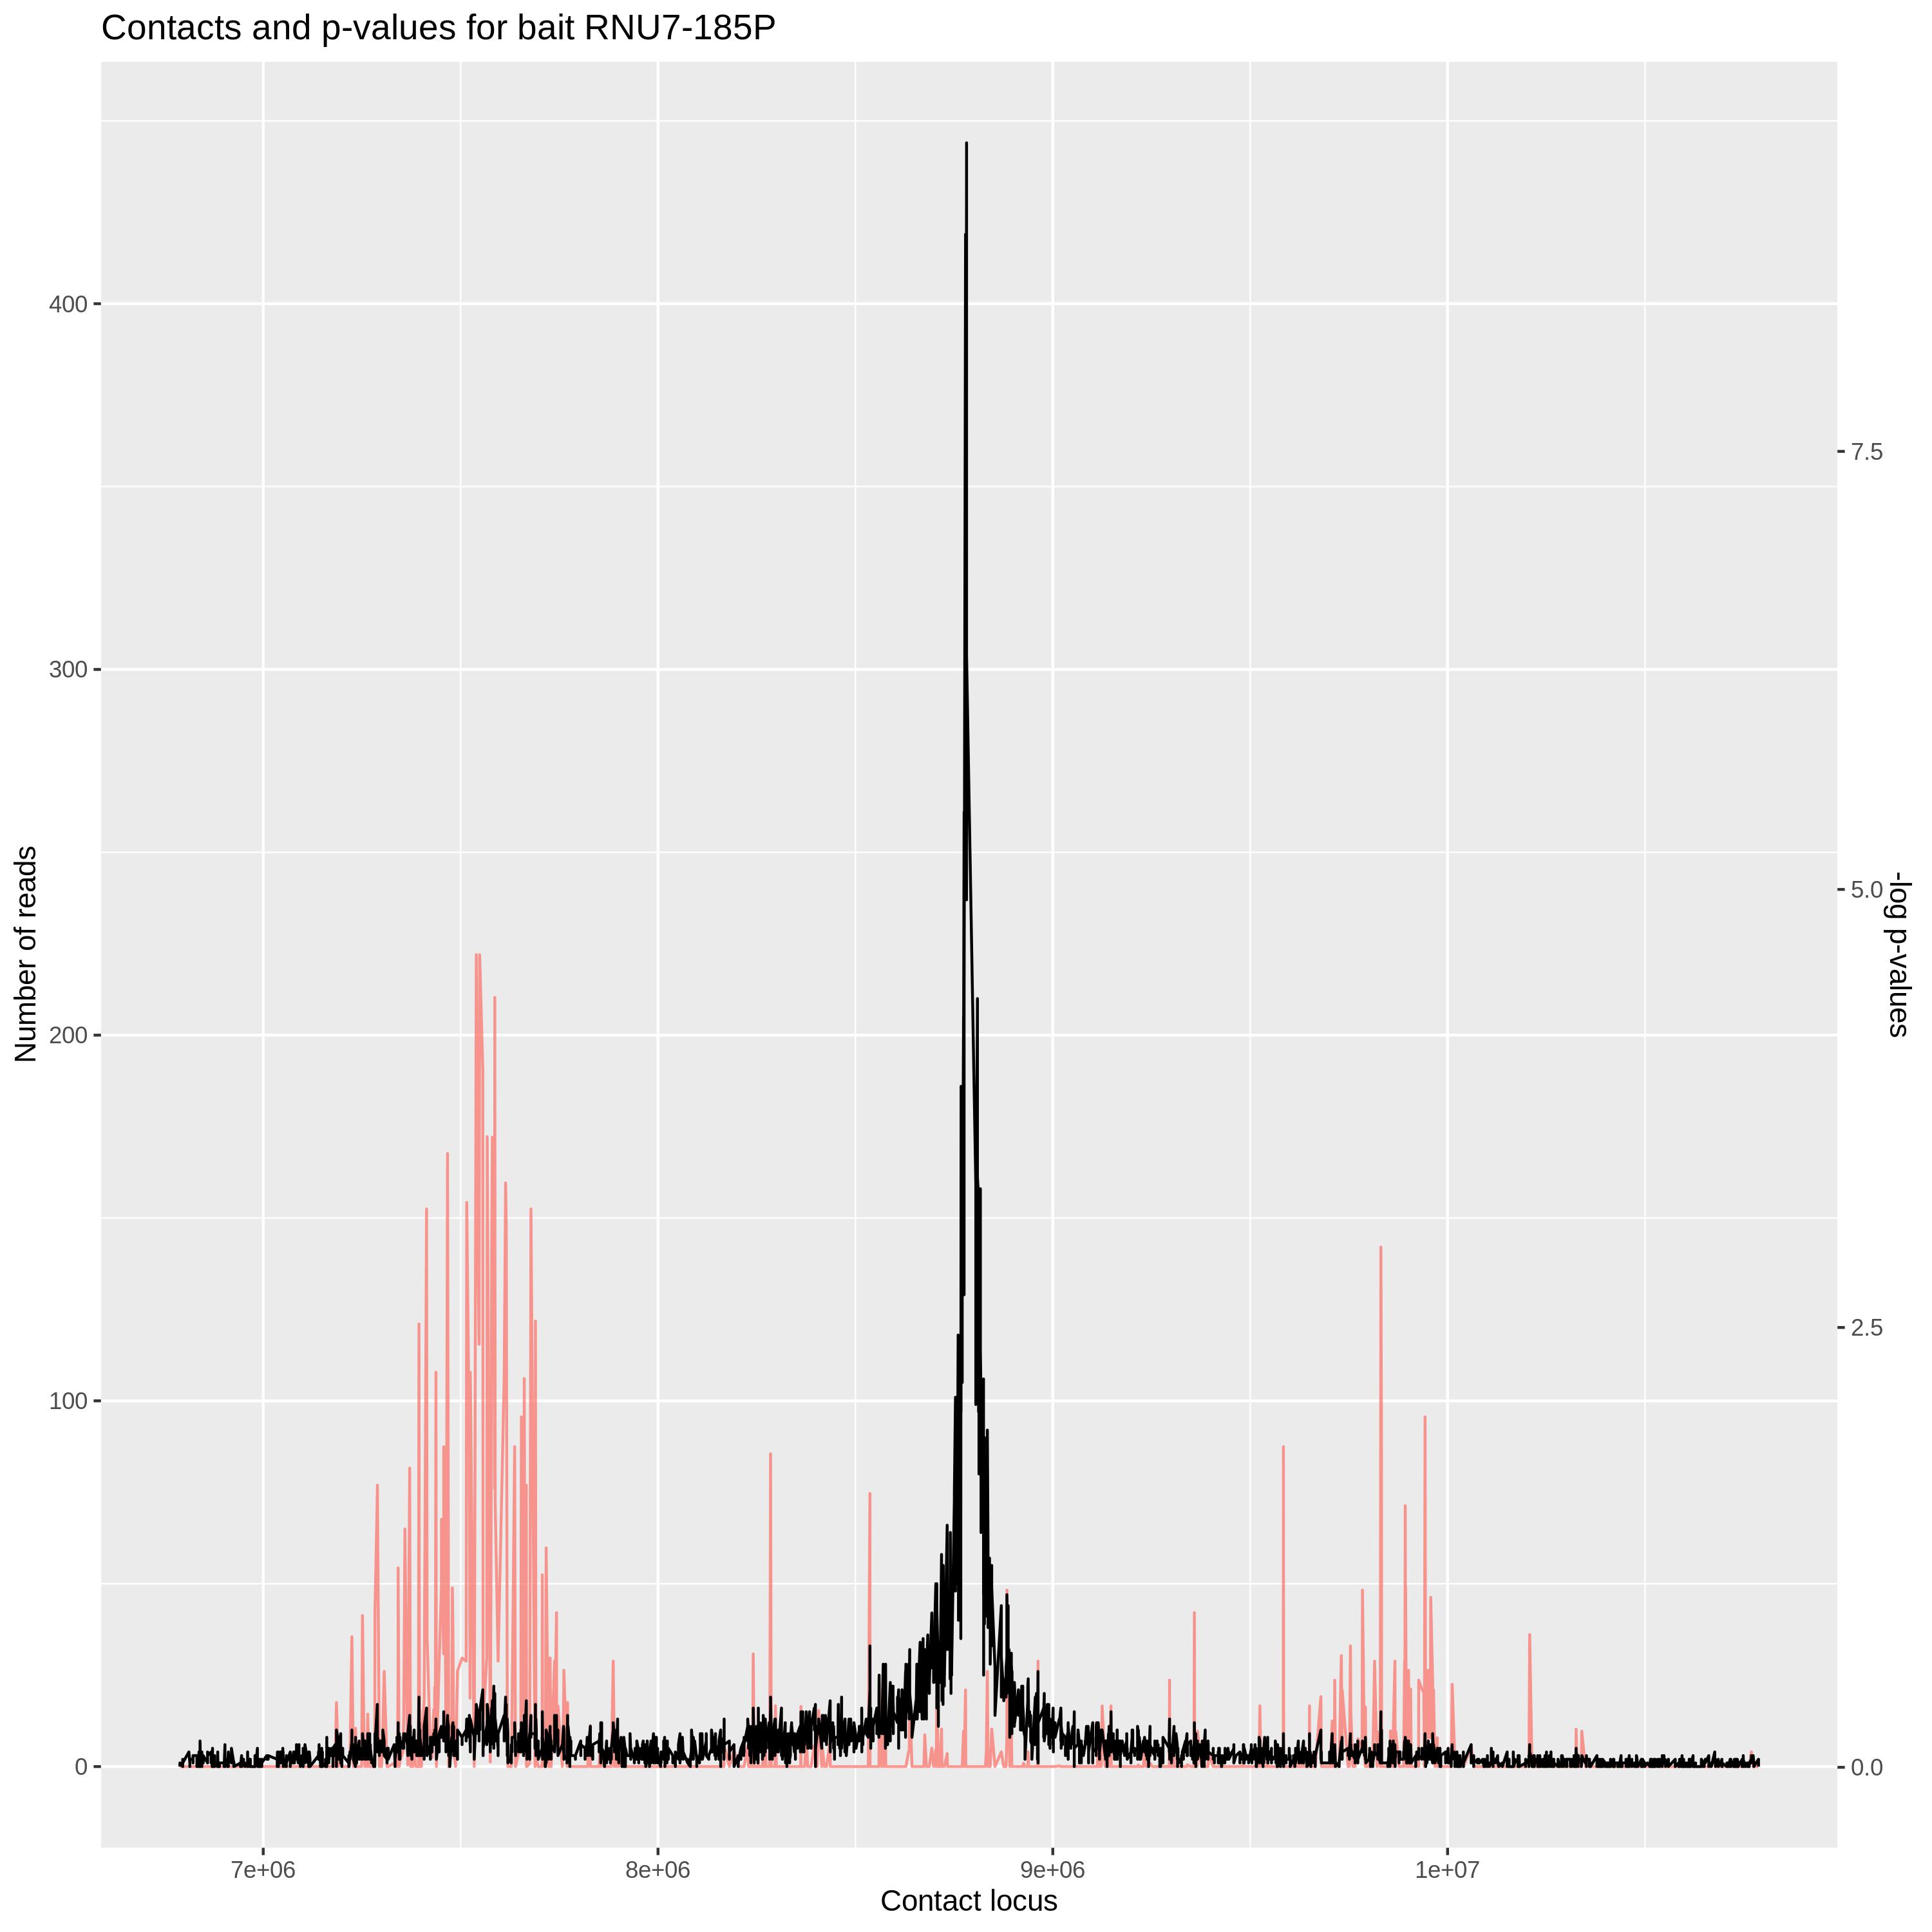 Contacts and p-values for bait RNU7-185P
400
300
200
100
0
Number of reads
7.5
5.0
2.5
0.0
-log p-values
7e+06
8e+06
9e+06
1e+07
Contact locus